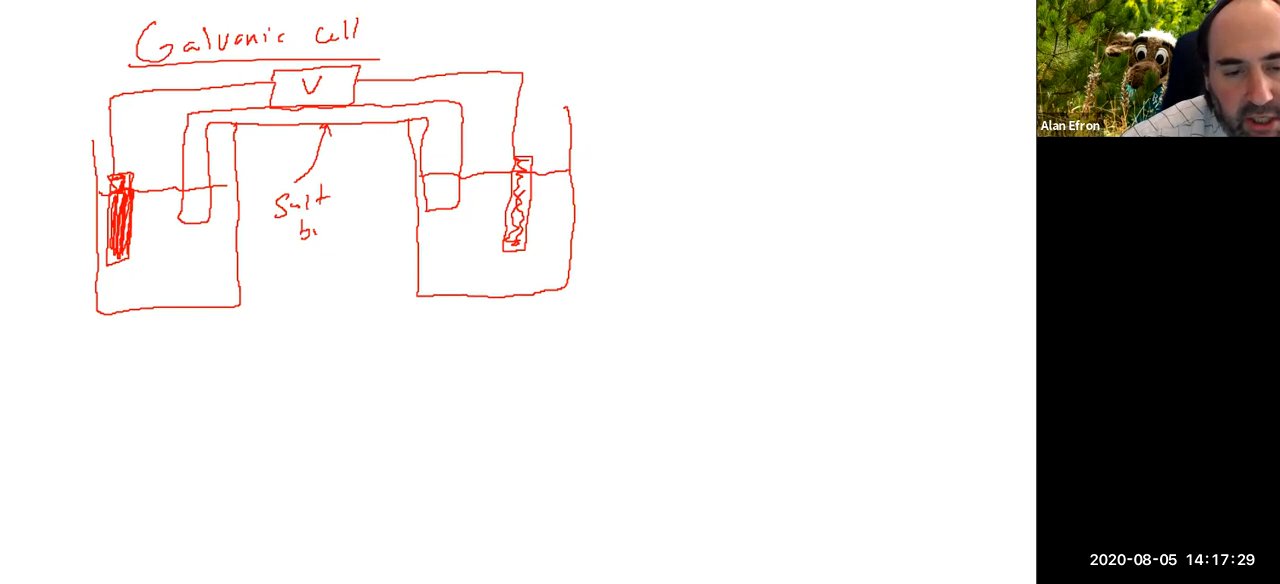 Galvanic cell
V
Salt
b
Alan Efron
2020-08-05 14:17:29